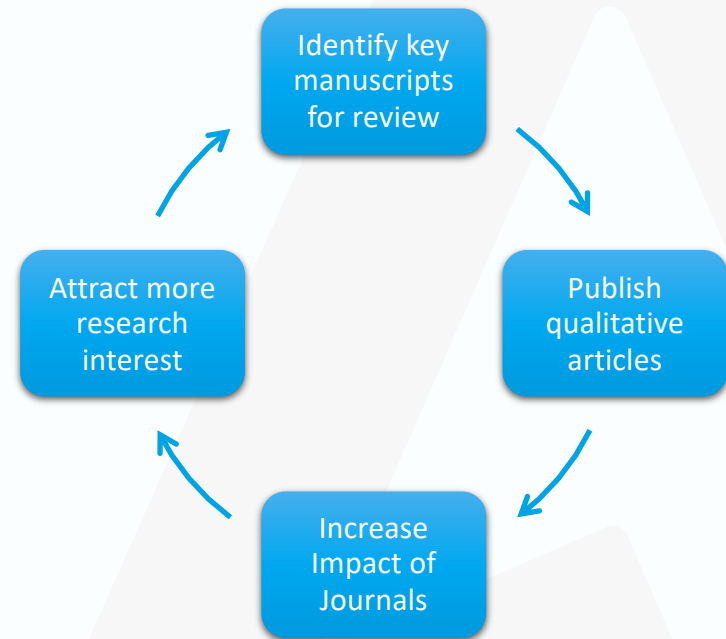 Identify key
manuscripts
for review
Publish
qualitative
articles
Increase
Impact of
Journals
Attract more
research
interest